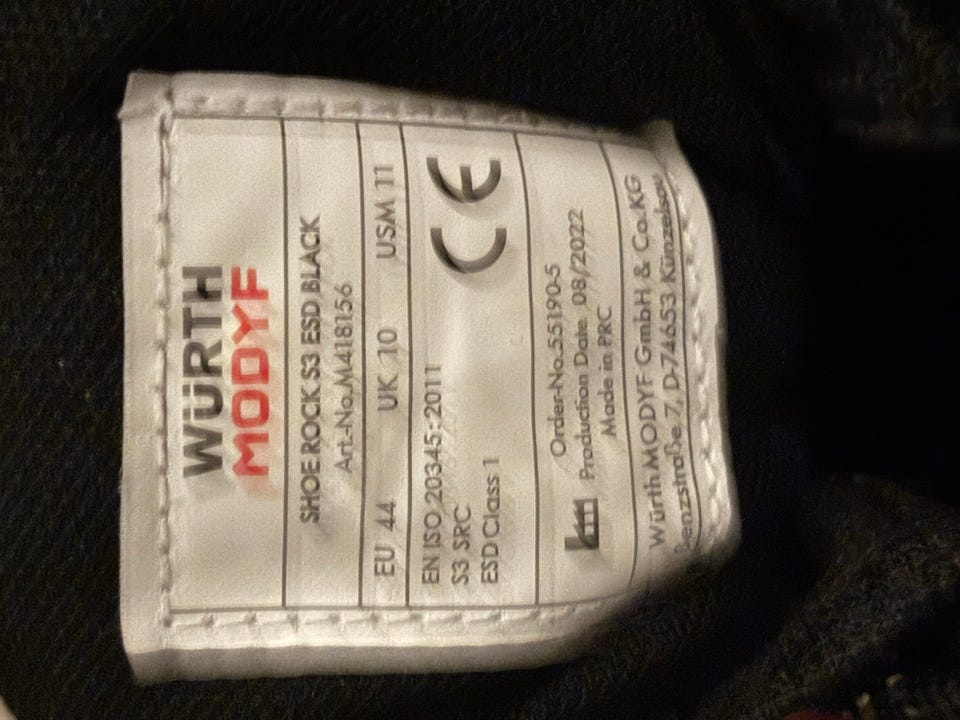 WÜRTH
MODYF
SHOE ROCK S3 ESD BLACK
Art.-No.M418156
EU 44 UK 10 USM 11
EN ISO 20345:2011
S3 SRC
ESD Class 1
CE
Order-No.55190-5
Production Date 08/2022
Made in PRC
Würth MODYF GmbH & Co.KG
Benzstraße 7, D-74653 Künzelsau